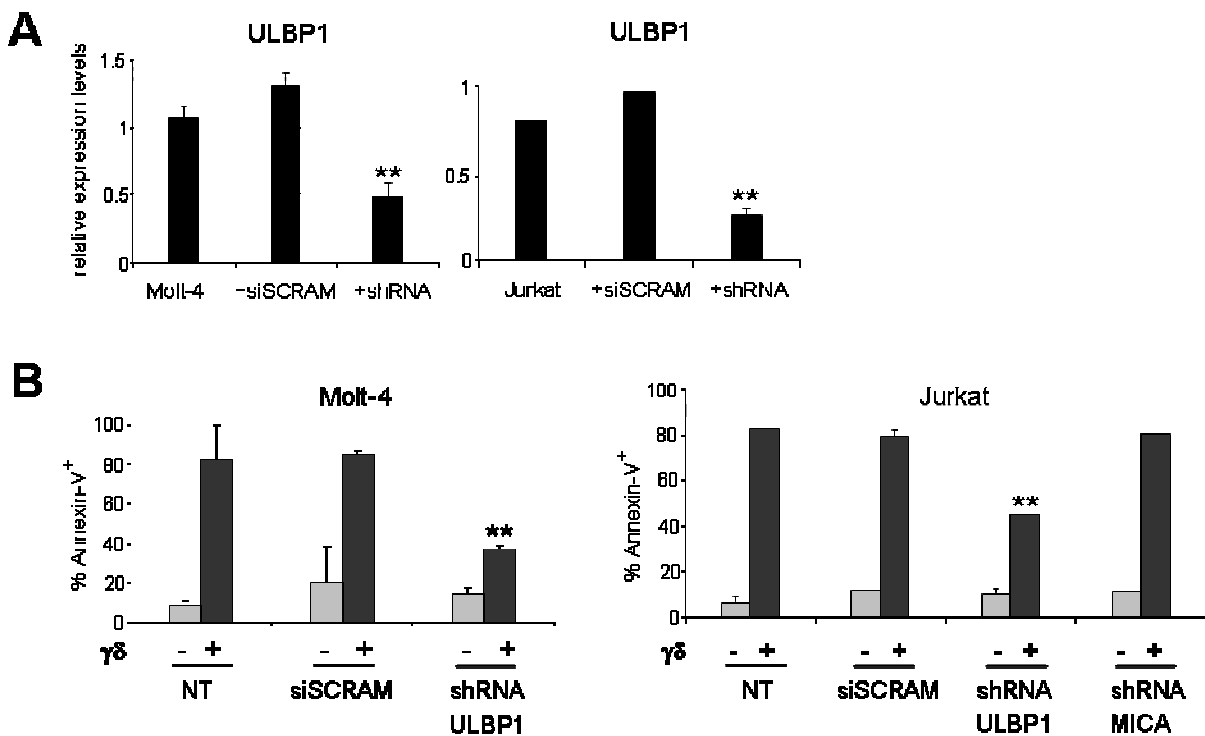 A
ULBP1
ULBP1
relative expression levels
1.5
1
0.5
0
1
0.5
0
Molt-4 +siSCRAM +shRNA
Jurkat +siSCRAM +shRNA
**
**
B
Molt-4
Jurkat
% Annexin-V+
100
80
60
40
20
0
% Annexin-V+
100
80
60
40
20
0
**
**
γδ - + - + - +
NT siSCRAM shRNA
ULBP1
γδ - + - + - + - +
NT siSCRAM shRNA shRNA
ULBP1 MICA